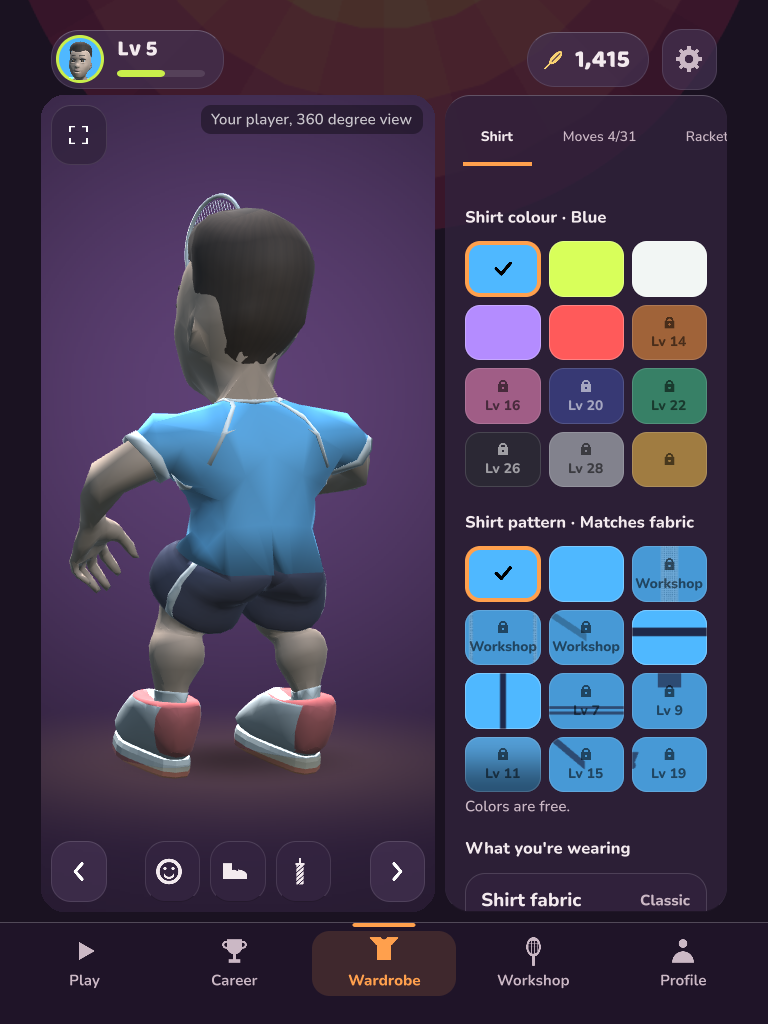 Lv 5
1,415
Your player, 360 degree view
Shirt
Moves 4/31
Racket
Shirt colour · Blue
Lv 14
Lv 16
Lv 20
Lv 22
Lv 26
Lv 28
Shirt pattern · Matches fabric
Workshop
Workshop
Workshop
Lv 7
Lv 9
Lv 11
Lv 15
Lv 19
Colors are free.
What you're wearing
Shirt fabric
Classic
Play
Career
Wardrobe
Workshop
Profile